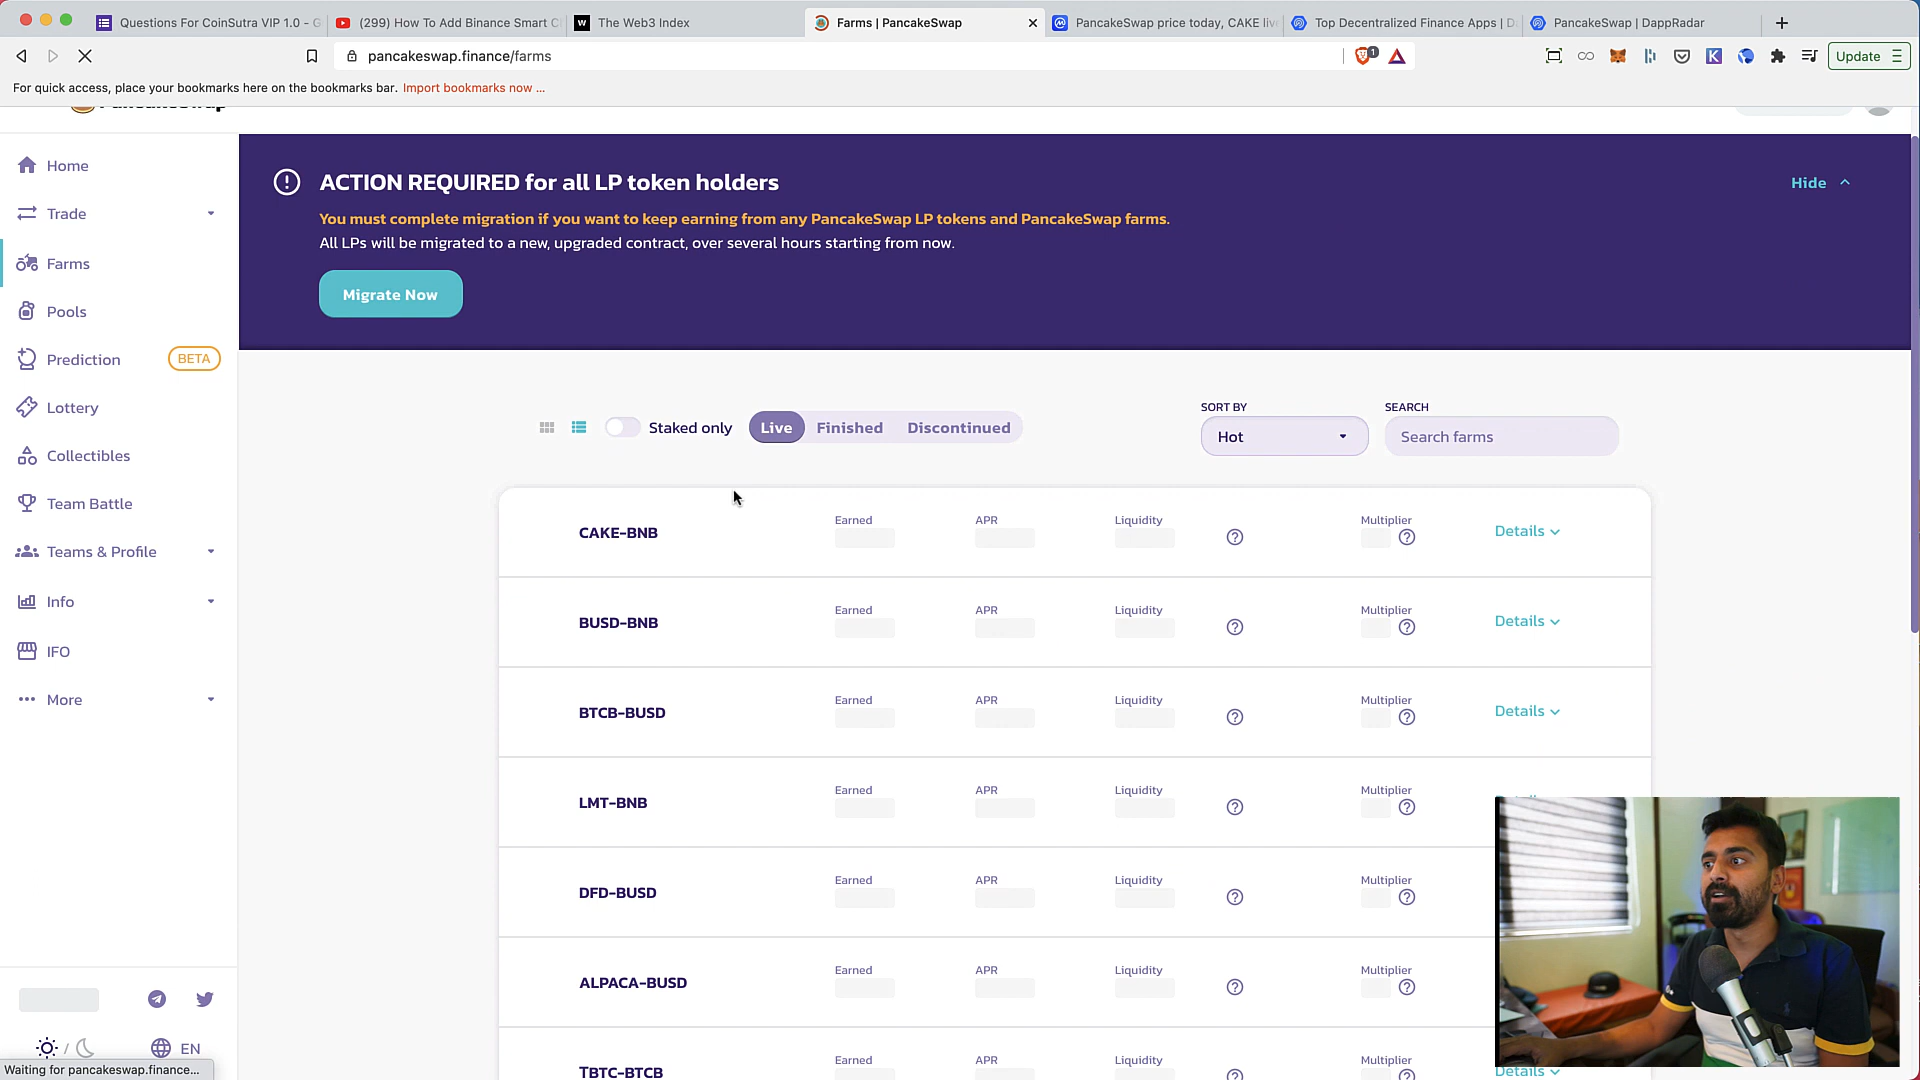 Questions For CoinSutra VIP 1.0 - G
(299) How To Add Binance Smart C
The Web3 Index
Farms | PancakeSwap
PancakeSwap price today, CAKE liv
Top Decentralized Finance Apps | D
PancakeSwap | DappRadar
pancakeswap.finance/farms
1
Update
For quick access, place your bookmarks here on the bookmarks bar. Import bookmarks now ...
PancakeSwap
Home
Trade
Farms
Pools
Prediction
BETA
Lottery
Collectibles
Team Battle
Teams & Profile
Info
IFO
More
EN
Waiting for pancakeswap.finance...
ACTION REQUIRED for all LP token holders
Hide
You must complete migration if you want to keep earning from any PancakeSwap LP tokens and PancakeSwap farms.
All LPs will be migrated to a new, upgraded contract, over several hours starting from now.
Migrate Now
Staked only
Live
Finished
Discontinued
SORT BY
Hot
SEARCH
Search farms
CAKE-BNB
Earned
APR
Liquidity
Multiplier
Details
BUSD-BNB
Earned
APR
Liquidity
Multiplier
Details
BTCB-BUSD
Earned
APR
Liquidity
Multiplier
Details
LMT-BNB
Earned
APR
Liquidity
Multiplier
DFD-BUSD
Earned
APR
Liquidity
Multiplier
ALPACA-BUSD
Earned
APR
Liquidity
Multiplier
TBTC-BTCB
Earned
APR
Liquidity
Multiplier
Details